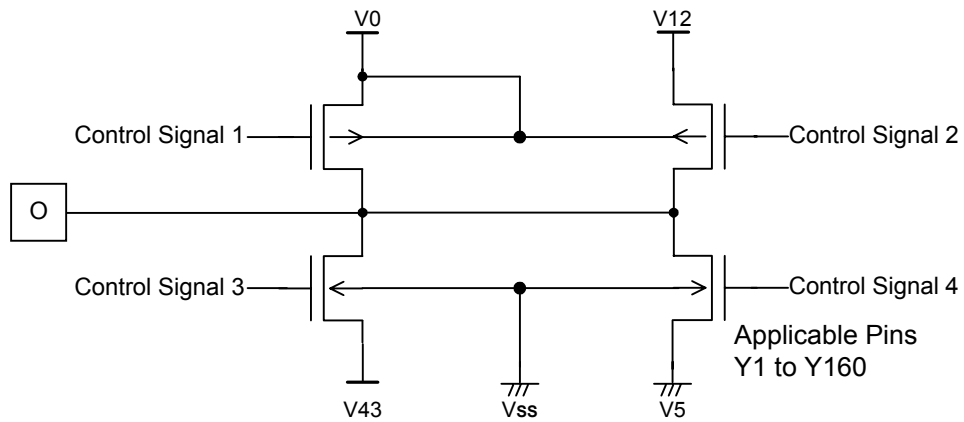 V0
V12
Control Signal 1
Control Signal 2
O
Control Signal 3
Control Signal 4
Applicable Pins
Y1 to Y160
V43
Vss
V5